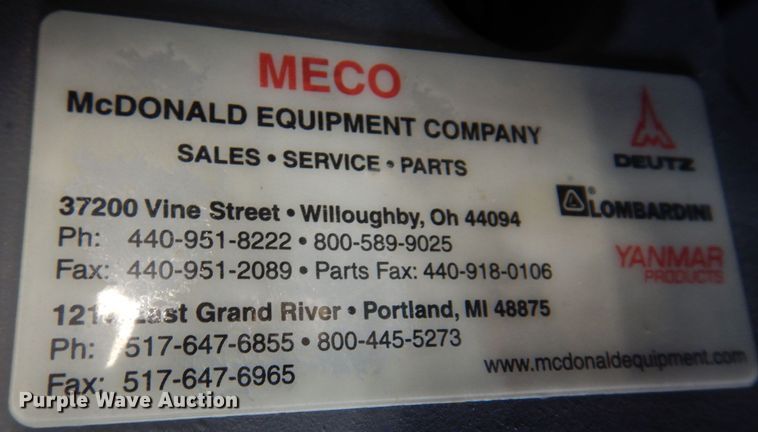 MECO
McDONALD EQUIPMENT COMPANY
SALES • SERVICE • PARTS
DEUTZ
37200 Vine Street • Willoughby, Oh 44094
LOMBARDINI
Ph: 440-951-8222 • 800-589-9025
Fax: 440-951-2089 • Parts Fax: 440-918-0106
YANMAR
PRODUCTS
East Grand River • Portland, MI 48875
Ph: 517-647-6855 • 800-445-5273
www.mcdonaldequipment.com
Fax: 517-647-6965
Purple Wave Auction